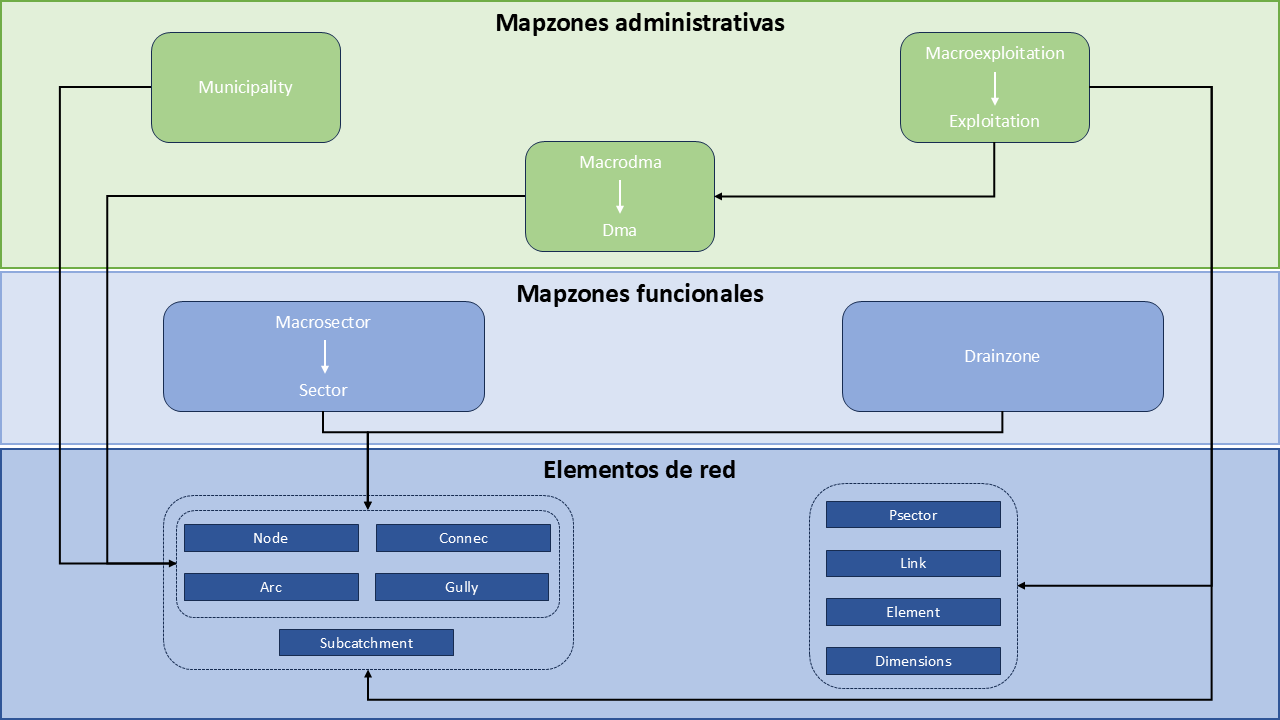 Mapzones administrativas
Municipality
Macroexploitation
Exploitation
Macrodma
Dma
Mapzones funcionales
Macrosector
Sector
Drainzone
Elementos de red
Node
Connec
Arc
Gully
Subcatchment
Psector
Link
Element
Dimensions